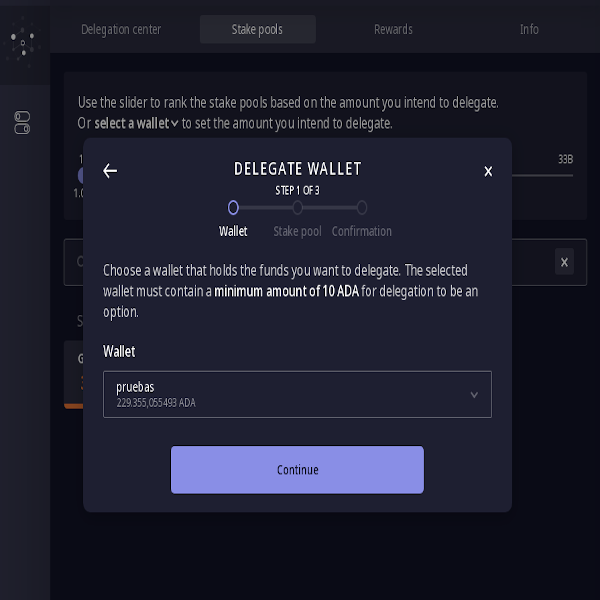 Delegation center Stake pools Rewards Info
Use the slider to rank the stake pools based on the amount you intend to delegate.
Or select a wallet to set the amount you intend to delegate.
33B
DELEGATE WALLET
STEP 1 OF 3
Wallet Stake pool Confirmation
Choose a wallet that holds the funds you want to delegate. The selected
wallet must contain a minimum amount of 10 ADA for delegation to be an
option.
Wallet
pruebas
229.355,055493 ADA
Continue